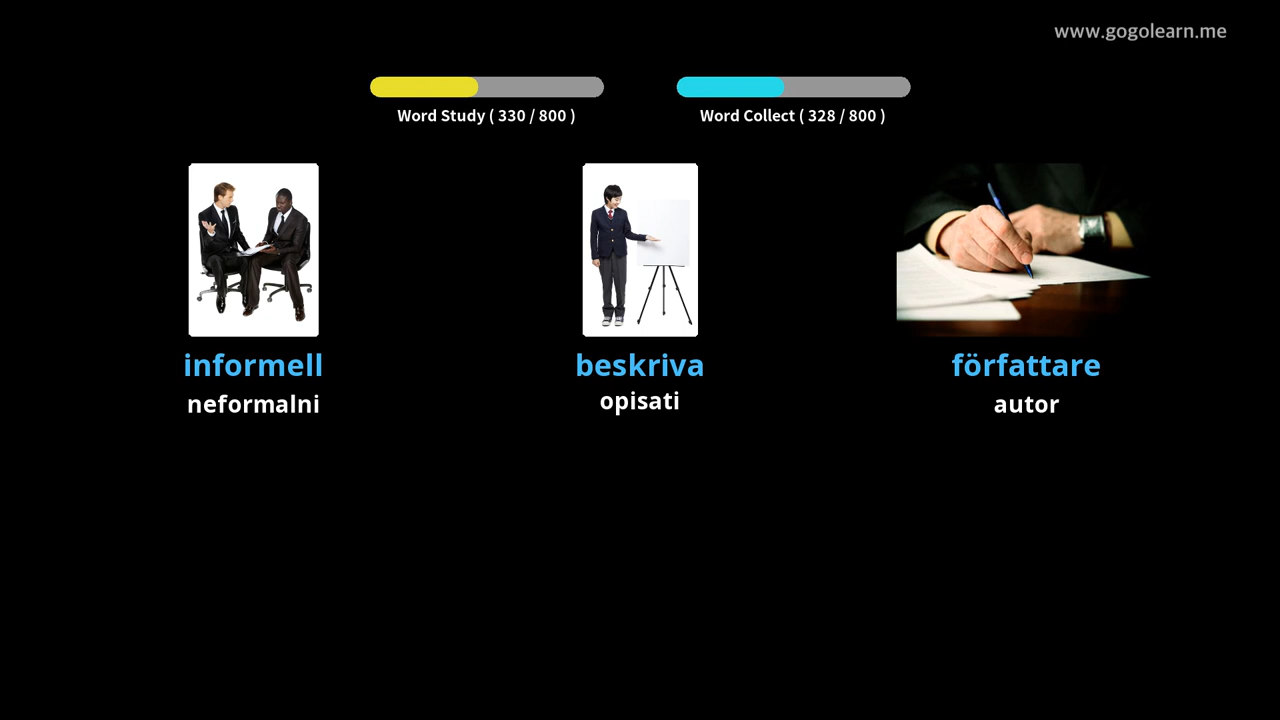 www.gogolearn.me
Word Study ( 330 / 800 )
Word Collect ( 328 / 800 )
informell
neformalni
beskriva
opisati
författare
autor